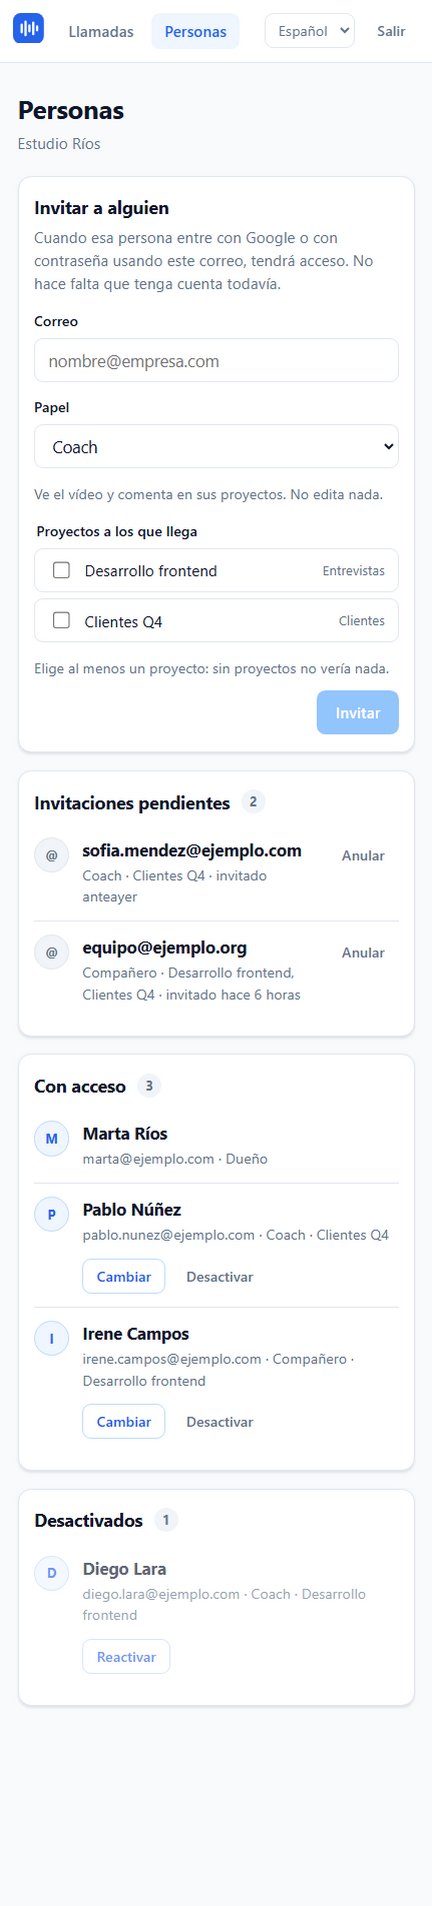 Llamadas
Personas
Español
Salir
Personas
Estudio Ríos
Invitar a alguien
Cuando esa persona entre con Google o con
contraseña usando este correo, tendrá acceso. No
hace falta que tenga cuenta todavía.
Correo
nombre@empresa.com
Papel
Coach
Ve el vídeo y comenta en sus proyectos. No edita nada.
Proyectos a los que llega
Desarrollo frontend Entrevistas
Clientes Q4 Clientes
Elige al menos un proyecto: sin proyectos no vería nada.
Invitar
Invitaciones pendientes 2
@ sofia.mendez@ejemplo.com Anular
Coach · Clientes Q4 · invitado
anteayer
@ equipo@ejemplo.org Anular
Compañero · Desarrollo frontend,
Clientes Q4 · invitado hace 6 horas
Con acceso 3
M Marta Ríos
marta@ejemplo.com · Dueño
P Pablo Núñez
pablo.nunez@ejemplo.com · Coach · Clientes Q4
Cambiar Desactivar
I Irene Campos
irene.campos@ejemplo.com · Compañero ·
Desarrollo frontend
Cambiar Desactivar
Desactivados 1
D Diego Lara
diego.lara@ejemplo.com · Coach · Desarrollo
frontend
Reactivar